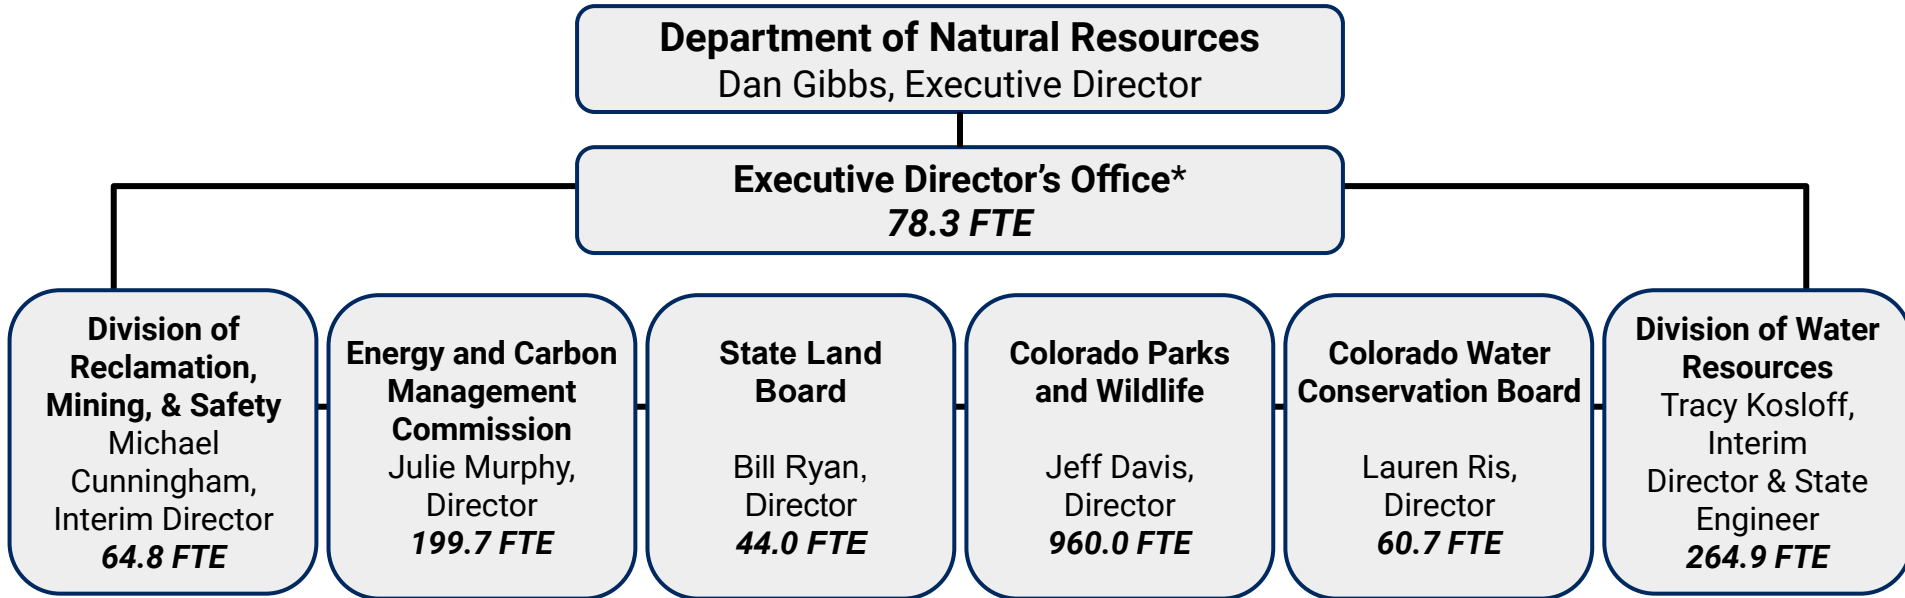 Department of Natural Resources
Dan Gibbs, Executive Director
Executive Director’s Office*
78.3 FTE
Division of
Reclamation,
Mining, & Safety
Michael
Cunningham,
Interim Director
64.8 FTE
Energy and Carbon
Management
Commission
Julie Murphy,
Director
199.7 FTE
State Land
Board
Bill Ryan,
Director
44.0 FTE
Colorado Parks
and Wildlife
Jeff Davis,
Director
960.0 FTE
Colorado Water
Conservation Board
Lauren Ris,
Director
60.7 FTE
Division of Water
Resources
Tracy Kosloff,
Interim
Director & State
Engineer
264.9 FTE